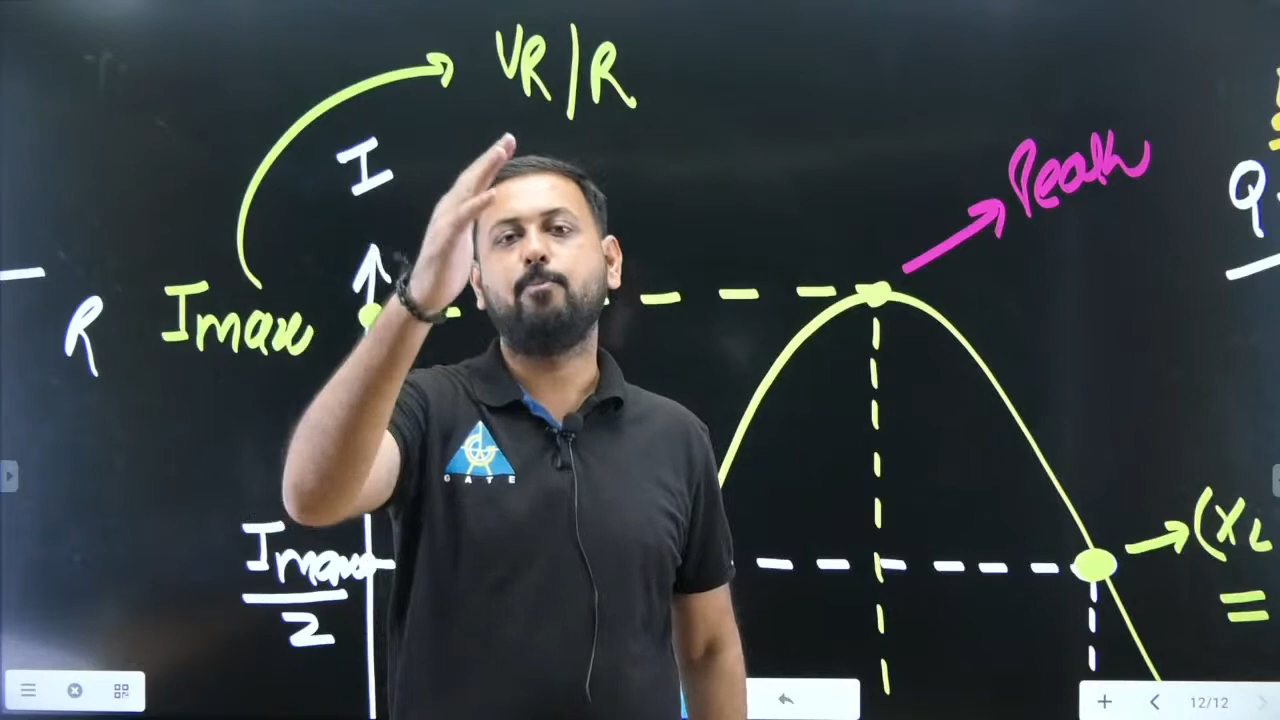 VR/R
I
Peak
Q
R
Imax
GATE
Imax
2
(XL
=
12/12